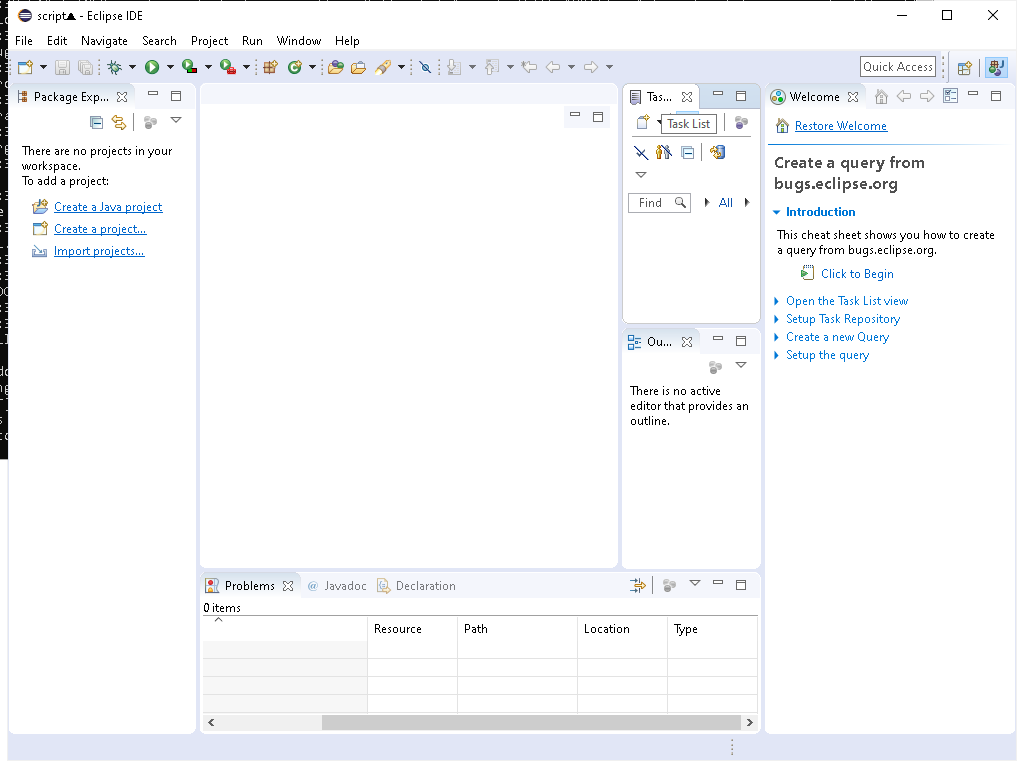 script▲ - Eclipse IDE
File Edit Navigate Search Project Run Window Help
Quick Access
Package Exp...
There are no projects in your
workspace.
To add a project:
Create a Java project
Create a project...
Import projects...
Tas...
Task List
Find
All
Ou...
There is no active
editor that provides an
outline.
Welcome
Restore Welcome
Create a query from
bugs.eclipse.org
Introduction
This cheat sheet shows you how to create
a query from bugs.eclipse.org.
Click to Begin
Open the Task List view
Setup Task Repository
Create a new Query
Setup the query
Problems @ Javadoc Declaration
0 items
Resource Path Location Type